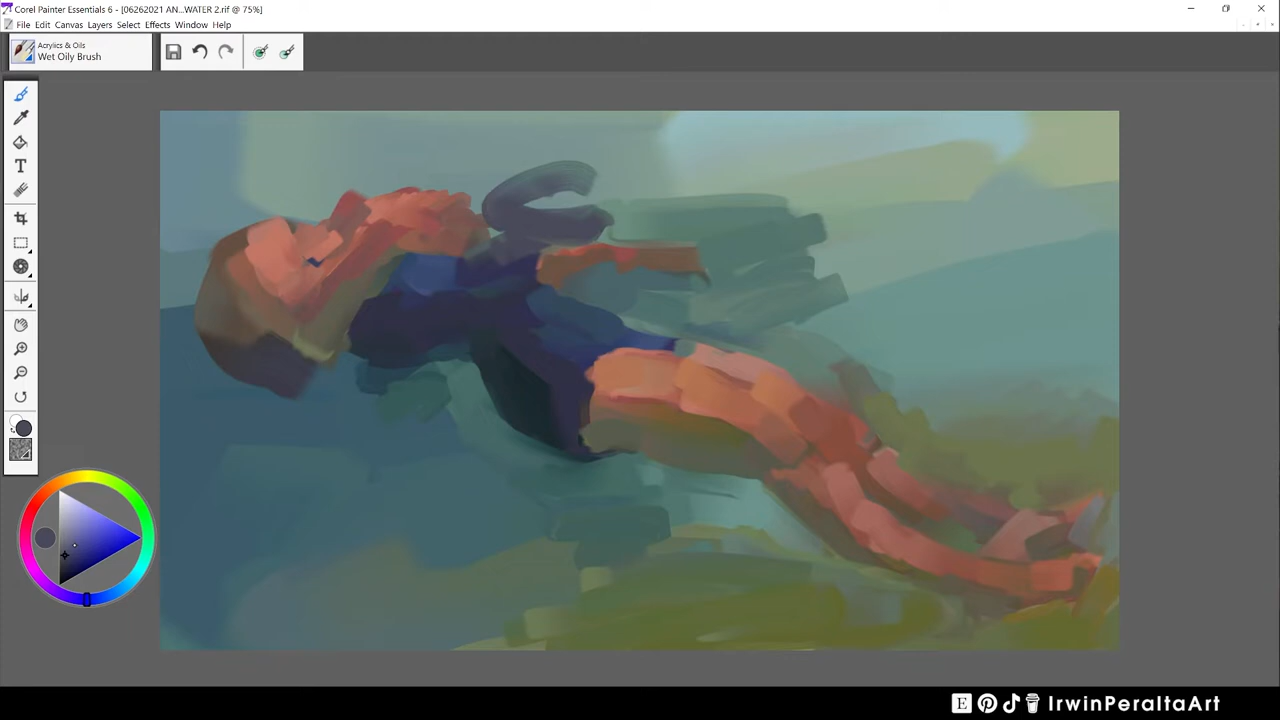 Corel Painter Essentials 6 - [06262021 AN...WATER 2.rif @ 75%]
File Edit Canvas Layers Select Effects Window Help
Acrylics & Oils
Wet Oily Brush
T
E IrwinPeraltaArt